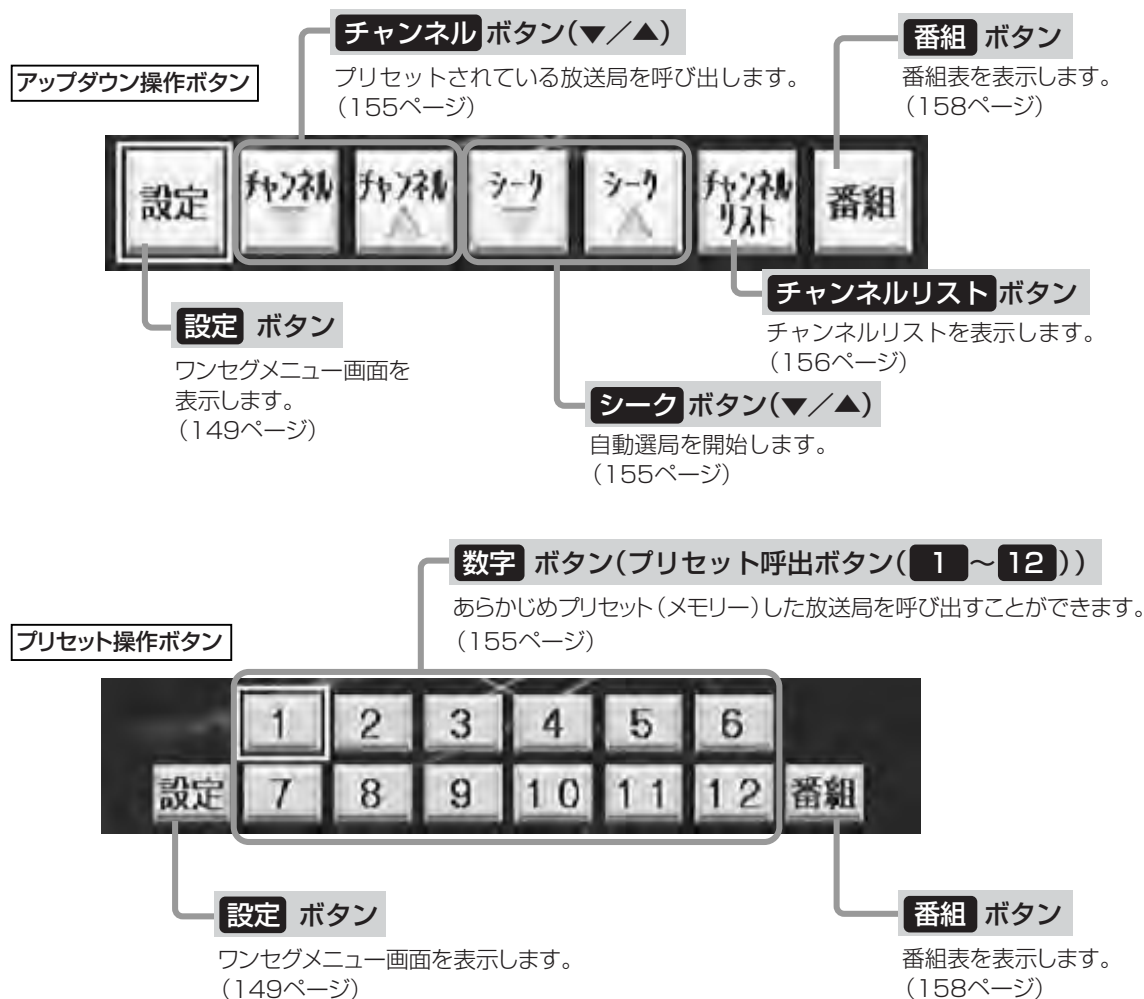 チャンネル ボタン(▼／▲)
プリセットされている放送局を呼び出します。
(155ページ)
番組 ボタン
番組表を表示します。
(158ページ)
アップダウン操作ボタン
設定
チャンネル
▽
チャンネル
△
シーク
▽
シーク
△
チャンネル
リスト
番組
設定 ボタン
ワンセグメニュー画面を
表示します。
(149ページ)
チャンネルリスト ボタン
チャンネルリストを表示します。
(156ページ)
シーク ボタン(▼／▲)
自動選局を開始します。
(155ページ)
数字 ボタン(プリセット呼出ボタン( 1 ～ 12 ))
あらかじめプリセット(メモリー)した放送局を呼び出すことができます。
(155ページ)
プリセット操作ボタン
1 2 3 4 5 6
設定 7 8 9 10 11 12 番組
設定 ボタン
ワンセグメニュー画面を表示します。
(149ページ)
番組 ボタン
番組表を表示します。
(158ページ)